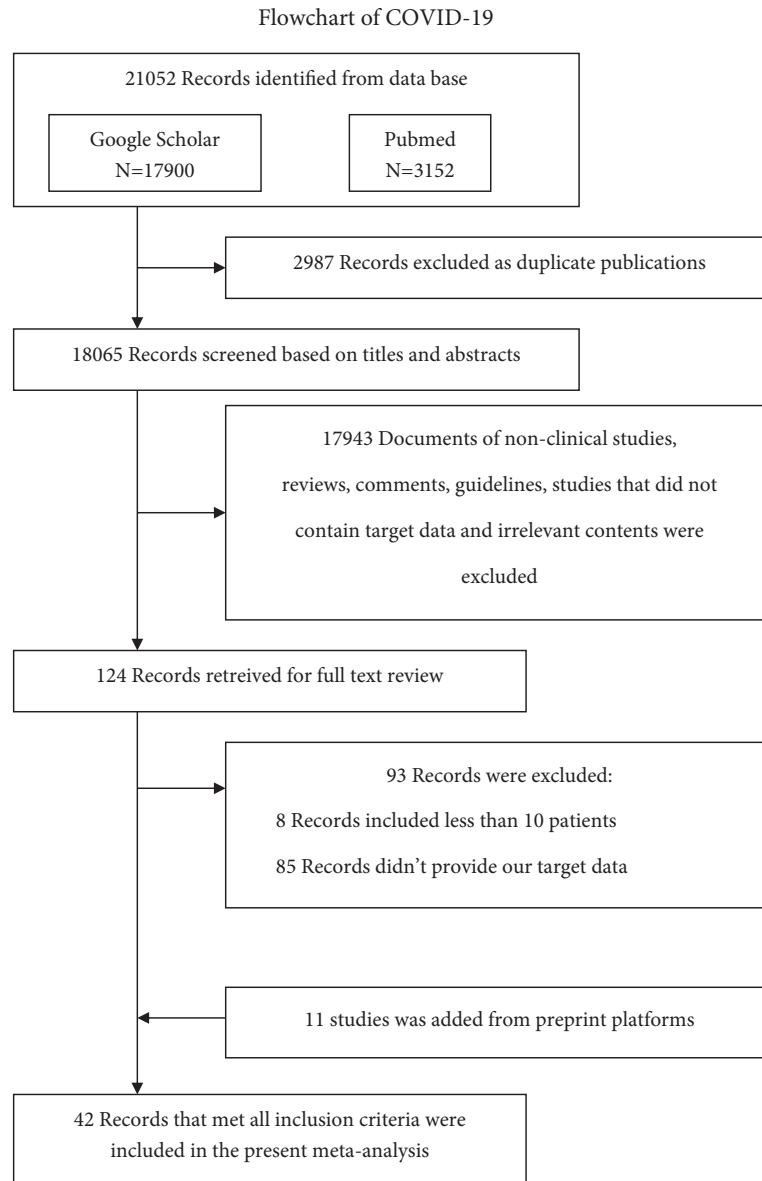 Flowchart of COVID-19
21052 Records identified from data base
Google Scholar
N=17900
Pubmed
N=3152
2987 Records excluded as duplicate publications
18065 Records screened based on titles and abstracts
17943 Documents of non-clinical studies,
reviews, comments, guidelines, studies that did not
contain target data and irrelevant contents were
excluded
124 Records retreived for full text review
93 Records were excluded:
8 Records included less than 10 patients
85 Records didn't provide our target data
11 studies was added from preprint platforms
42 Records that met all inclusion criteria were
included in the present meta-analysis